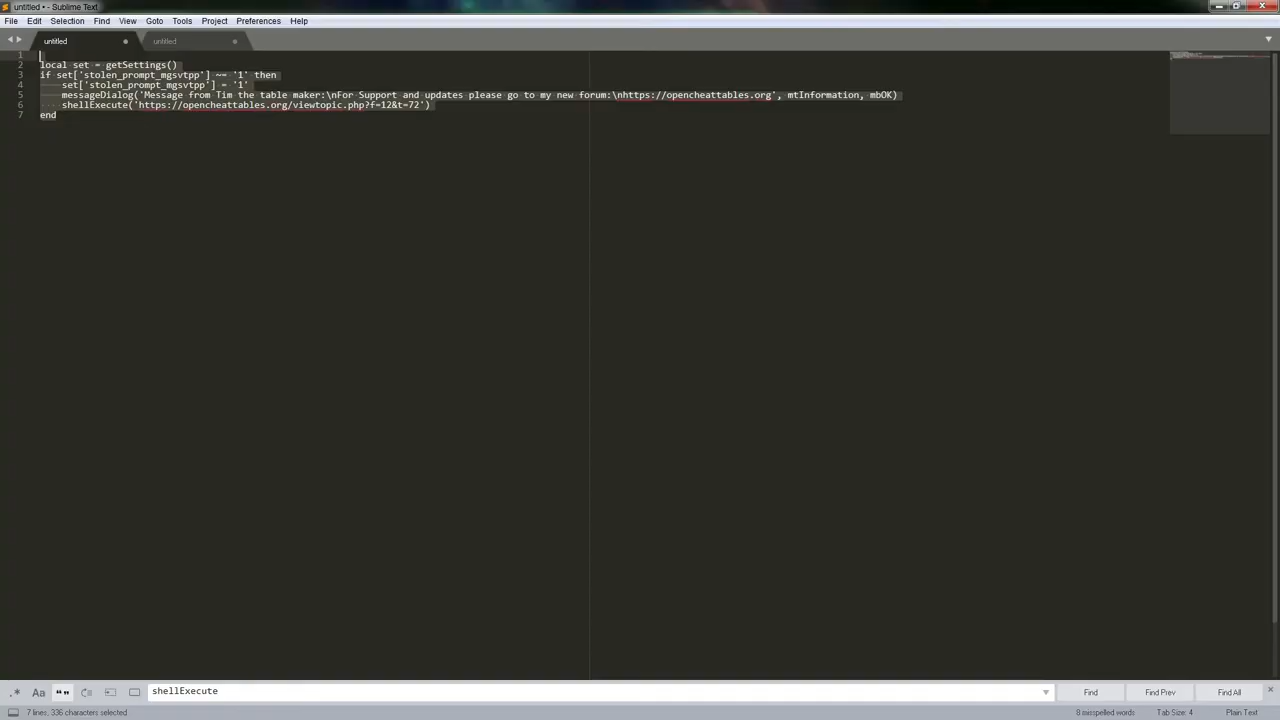 untitled • - Sublime Text
File Edit Selection Find View Goto Tools Project Preferences Help
untitled untitled
1
2 local set = getSettings()
3 if set['stolen_prompt_mgsvtpp'] ~= '1' then
4 set['stolen_prompt_mgsvtpp'] = '1'
5 messageDialog('Message from Tim the table maker:\nFor Support and updates please go to my new forum:\nhttps://opencheattables.org', mtInformation, mbOK)
6 shellExecute('https://opencheattables.org/viewtopic.php?f=12&t=72')
7 end
.* Aa “” shellExecute Find Find Prev Find All
7 lines, 336 characters selected 8 misspelled words Tab Size: 4 Plain Text